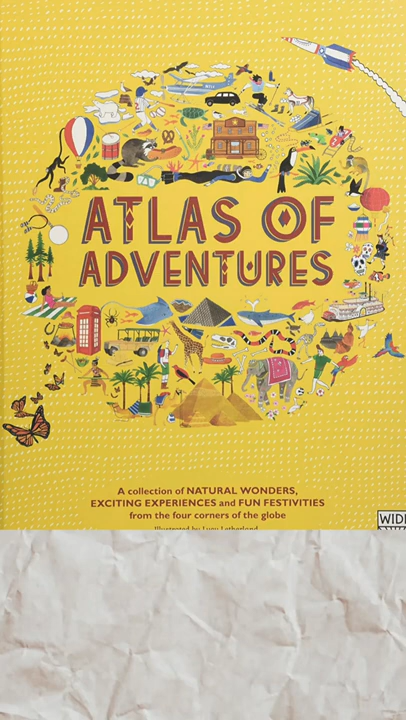 ATLAS OF
ADVENTURES
A collection of NATURAL WONDERS,
EXCITING EXPERIENCES and FUN FESTIVITIES
from the four corners of the globe
Illustrated by Lucy Letherland